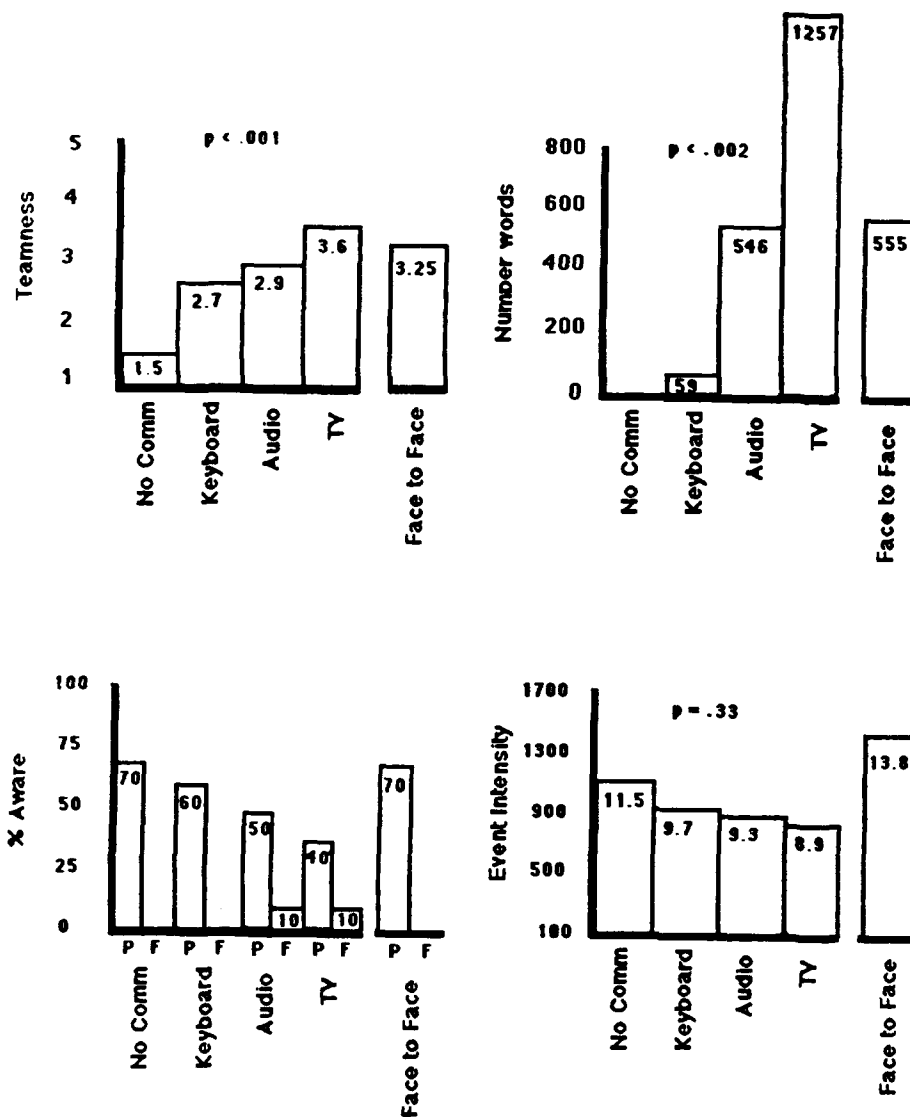 p < .001
Teamness
5
4
3
2
1
1.5
2.7
2.9
3.6
3.25
No Comm
Keyboard
Audio
TV
Face to Face
p < .002
Number words
800
600
400
200
0
59
546
1257
555
No Comm
Keyboard
Audio
TV
Face to Face
% Aware
100
75
50
25
0
70
60
50
10
40
10
70
P F P F P F P F P F
No Comm
Keyboard
Audio
TV
Face to Face
p = .33
Event Intensity
1700
1300
900
500
100
11.5
9.7
9.3
8.9
13.8
No Comm
Keyboard
Audio
TV
Face to Face